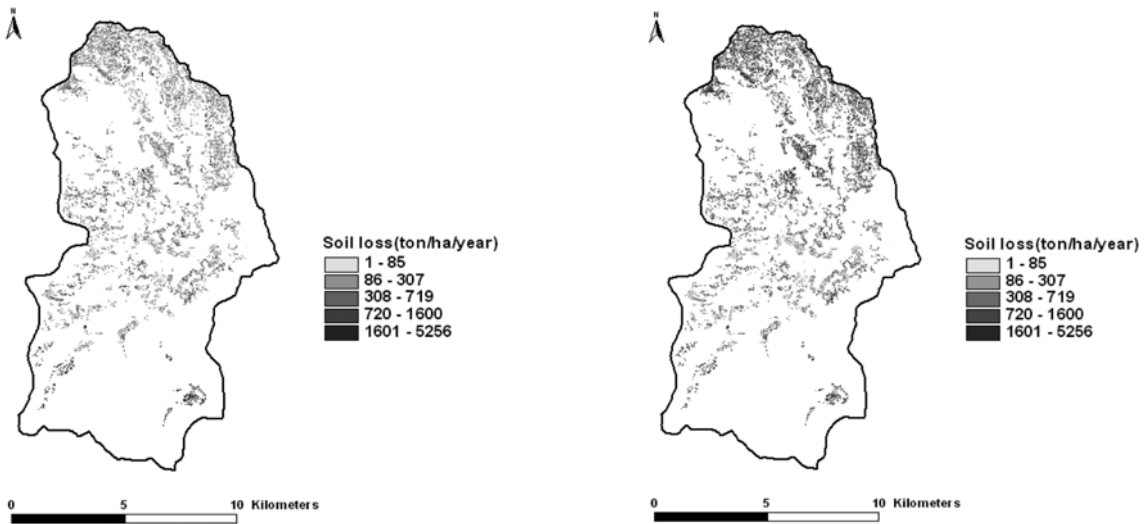 N
Soil loss(ton/ha/year)
1 - 85
86 - 307
308 - 719
720 - 1600
1601 - 5256
0 5 10 Kilometers
N
Soil loss(ton/ha/year)
1 - 85
86 - 307
308 - 719
720 - 1600
1601 - 5256
0 5 10 Kilometers